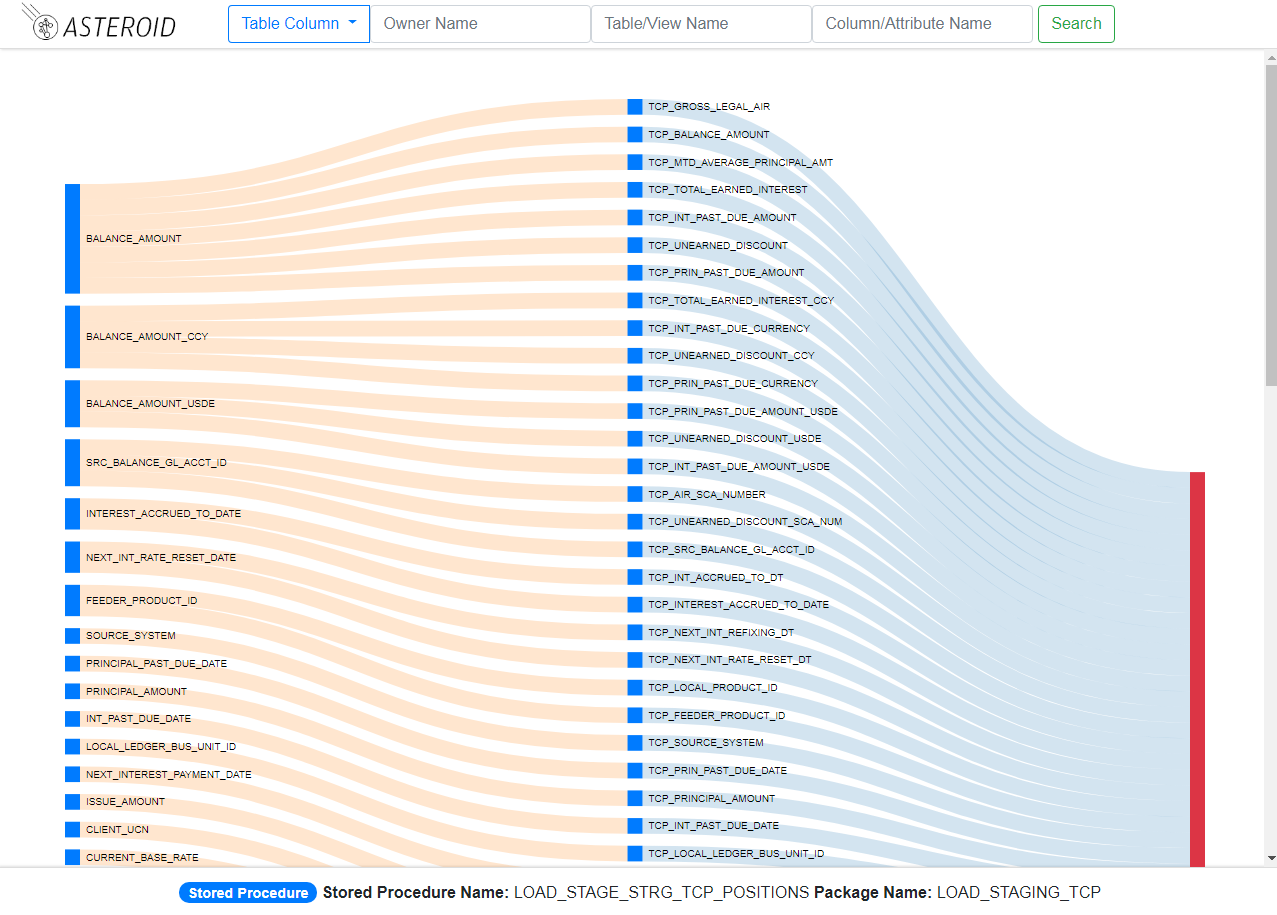 ASTEROID
Table Column
Owner Name
Table/View Name
Column/Attribute Name
Search
BALANCE_AMOUNT
BALANCE_AMOUNT_CCY
BALANCE_AMOUNT_USDE
SRC_BALANCE_GL_ACCT_ID
INTEREST_ACCRUED_TO_DATE
NEXT_INT_RATE_RESET_DATE
FEEDER_PRODUCT_ID
SOURCE_SYSTEM
PRINCIPAL_PAST_DUE_DATE
PRINCIPAL_AMOUNT
INT_PAST_DUE_DATE
LOCAL_LEDGER_BUS_UNIT_ID
NEXT_INTEREST_PAYMENT_DATE
ISSUE_AMOUNT
CLIENT_UCN
CURRENT_BASE_RATE
TCP_GROSS_LEGAL_AIR
TCP_BALANCE_AMOUNT
TCP_MTD_AVERAGE_PRINCIPAL_AMT
TCP_TOTAL_EARNED_INTEREST
TCP_INT_PAST_DUE_AMOUNT
TCP_UNEARNED_DISCOUNT
TCP_PRIN_PAST_DUE_AMOUNT
TCP_TOTAL_EARNED_INTEREST_CCY
TCP_INT_PAST_DUE_CURRENCY
TCP_UNEARNED_DISCOUNT_CCY
TCP_PRIN_PAST_DUE_CURRENCY
TCP_PRIN_PAST_DUE_AMOUNT_USDE
TCP_UNEARNED_DISCOUNT_USDE
TCP_INT_PAST_DUE_AMOUNT_USDE
TCP_AIR_SCA_NUMBER
TCP_UNEARNED_DISCOUNT_SCA_NUM
TCP_SRC_BALANCE_GL_ACCT_ID
TCP_INT_ACCRUED_TO_DT
TCP_INTEREST_ACCRUED_TO_DATE
TCP_NEXT_INT_REFIXING_DT
TCP_NEXT_INT_RATE_RESET_DT
TCP_LOCAL_PRODUCT_ID
TCP_FEEDER_PRODUCT_ID
TCP_SOURCE_SYSTEM
TCP_PRIN_PAST_DUE_DATE
TCP_PRINCIPAL_AMOUNT
TCP_INT_PAST_DUE_DATE
TCP_LOCAL_LEDGER_BUS_UNIT_ID
Stored Procedure Stored Procedure Name: LOAD_STAGE_STRG_TCP_POSITIONS Package Name: LOAD_STAGING_TCP